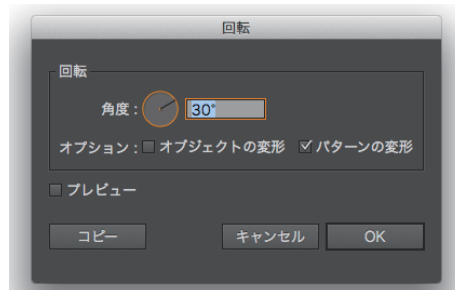 回転
回転
角度 : 30°
オプション : オブジェクトの変形 パターンの変形
プレビュー
コピー キャンセル OK